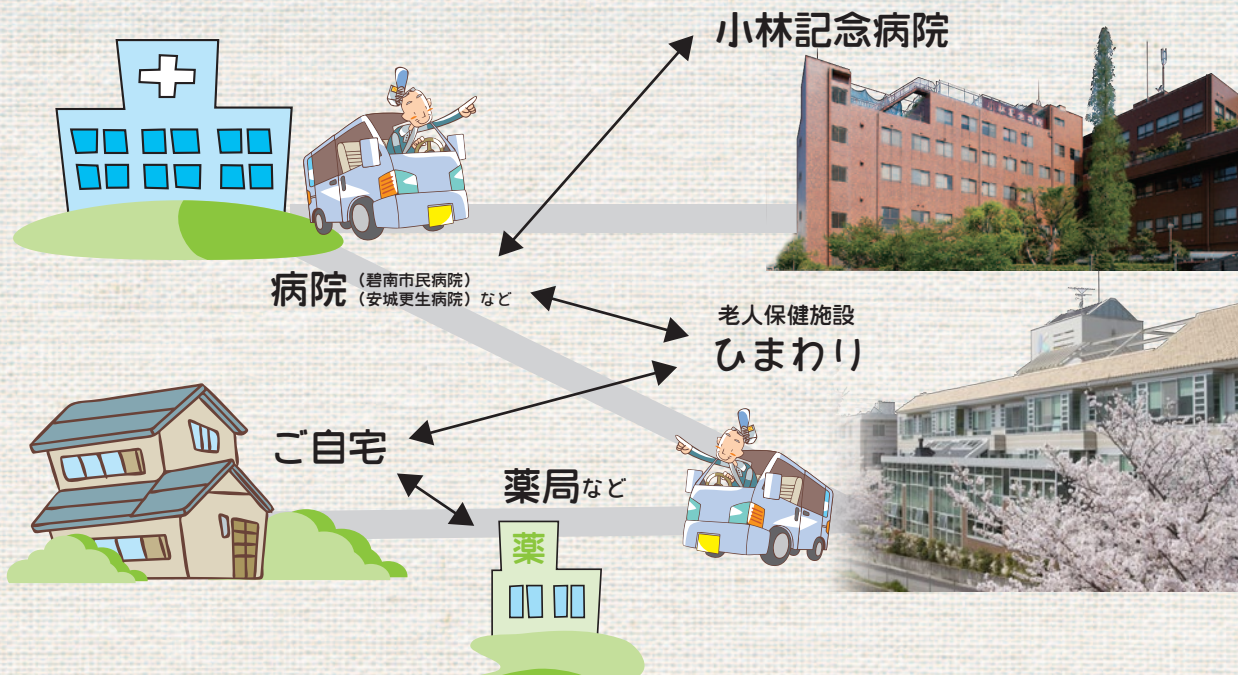 小林記念病院
病院（碧南市民病院）
（安城更生病院）など
老人保健施設
ひまわり
ご自宅
薬局など
薬